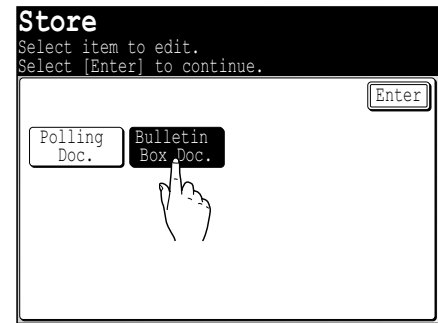 Store
Select item to edit.
Select [Enter] to continue.
Enter
Polling
Doc.
Bulletin
Box Doc.